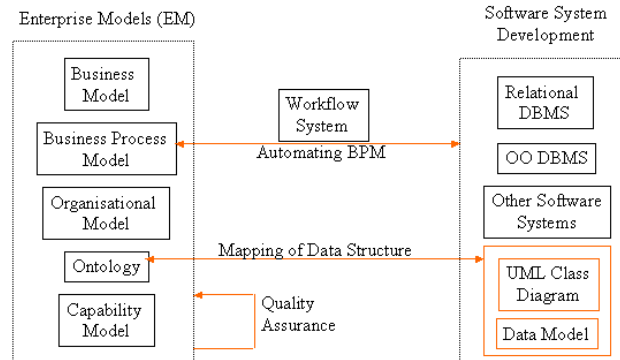 Enterprise Models (EM)
Software System
Development
Business
Model
Business Process
Model
Organisational
Model
Ontology
Capability
Model
Workflow
System
Automating BPM
Mapping of Data Structure
Quality
Assurance
Relational
DBMS
OO DBMS
Other Software
Systems
UML Class
Diagram
Data Model